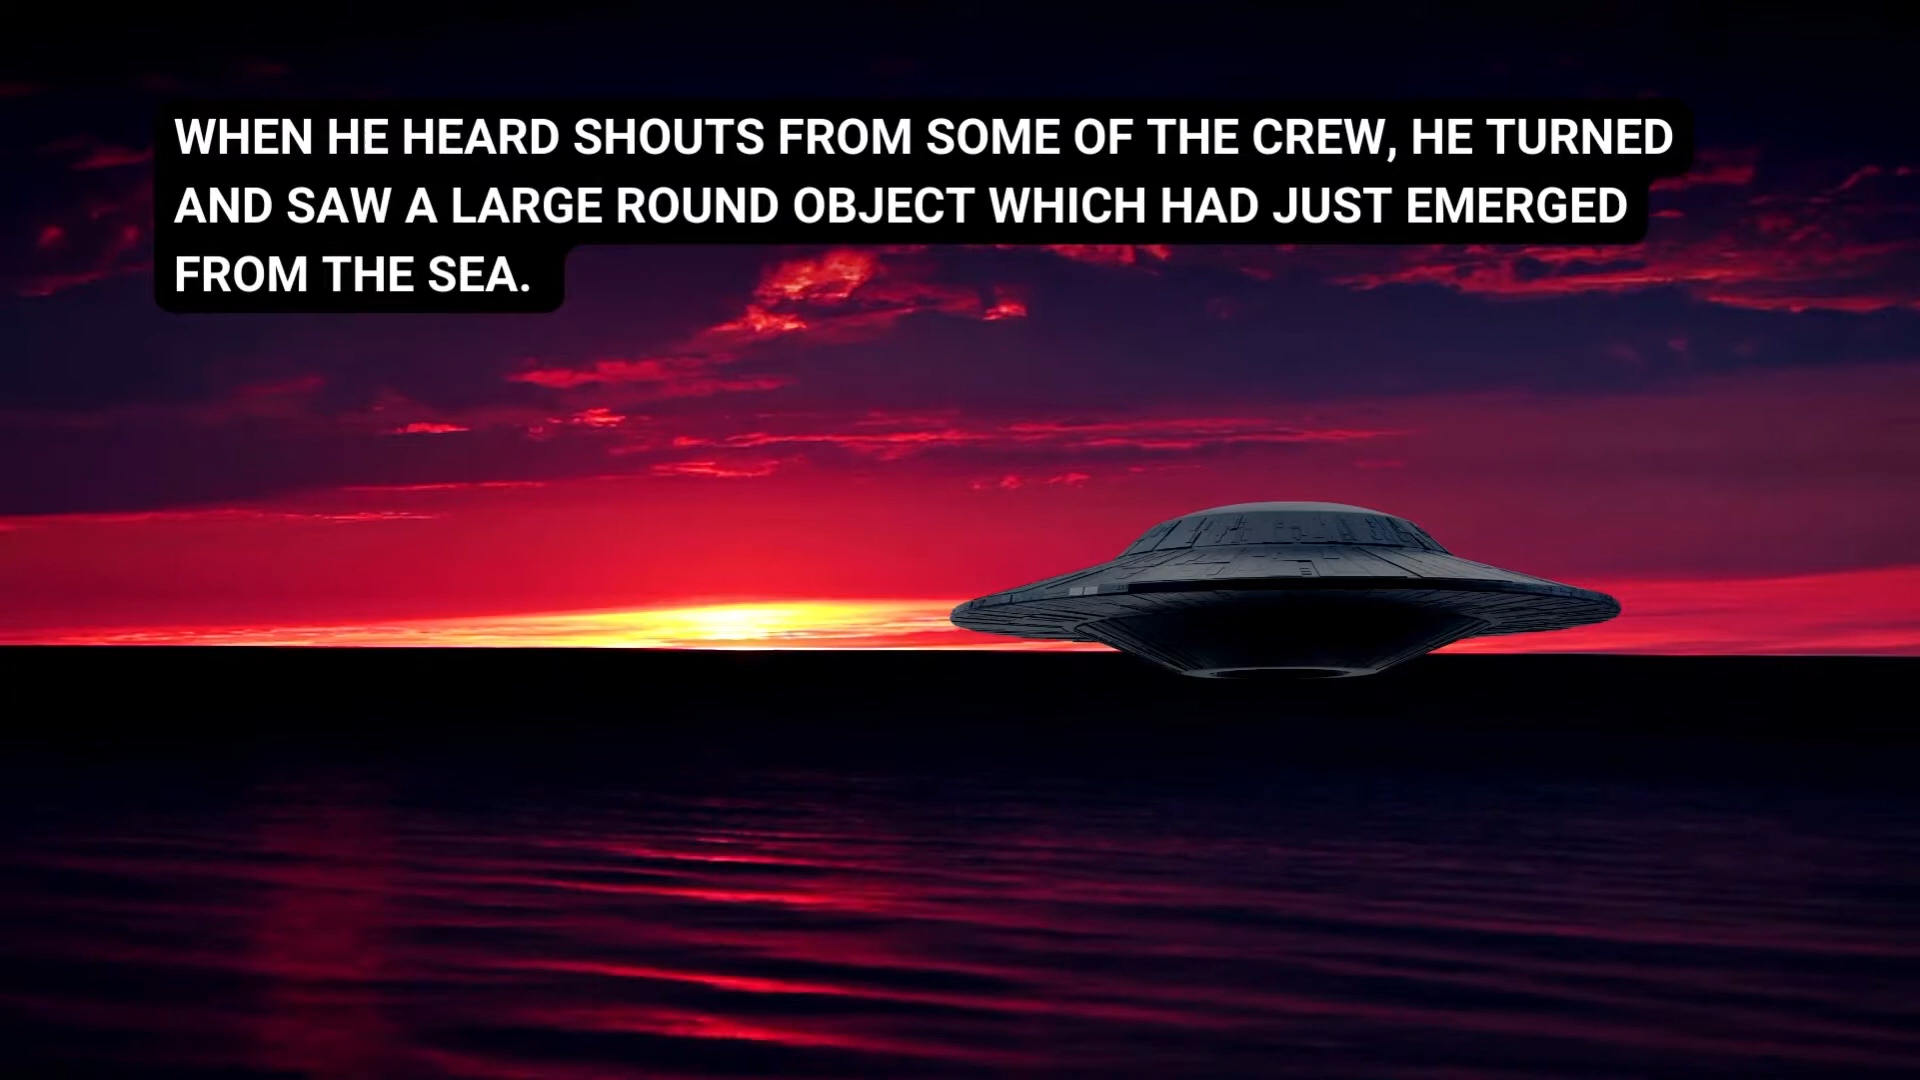 WHEN HE HEARD SHOUTS FROM SOME OF THE CREW, HE TURNED
AND SAW A LARGE ROUND OBJECT WHICH HAD JUST EMERGED
FROM THE SEA.